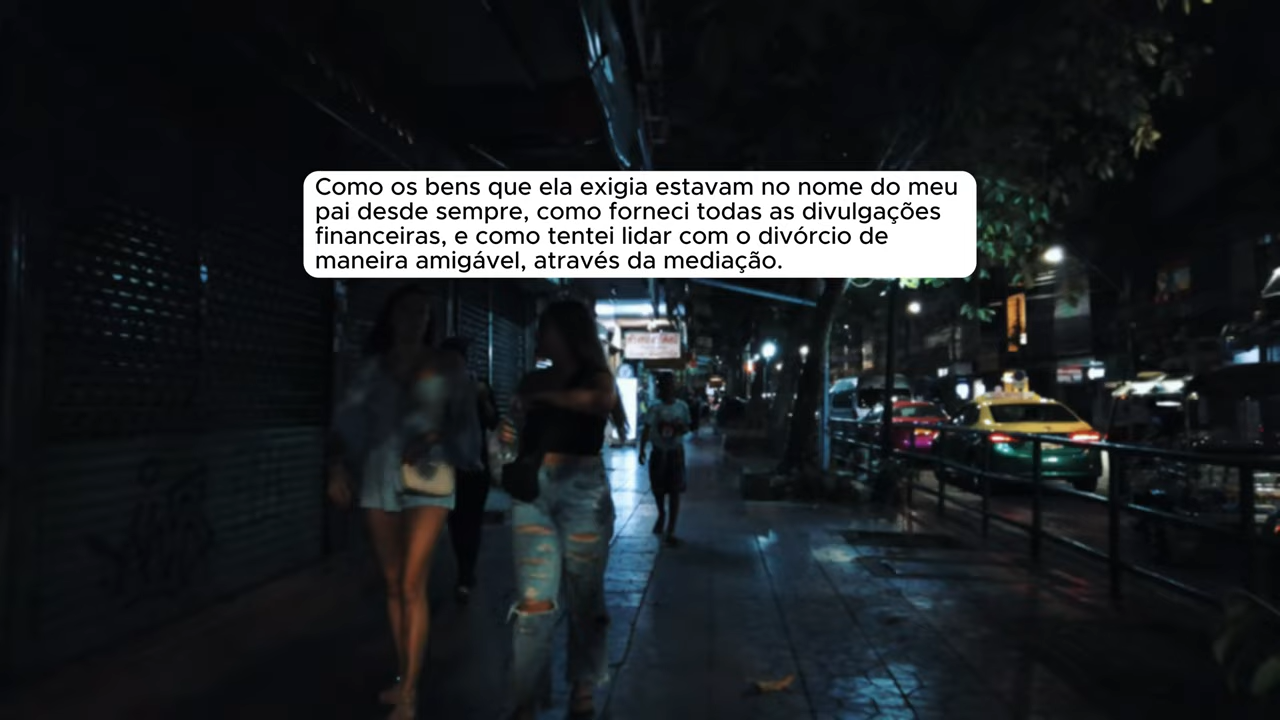 Como os bens que ela exigia estavam no nome do meu
pai desde sempre, como forneci todas as divulgações
financeiras, e como tentei lidar com o divórcio de
maneira amigável, através da mediação.